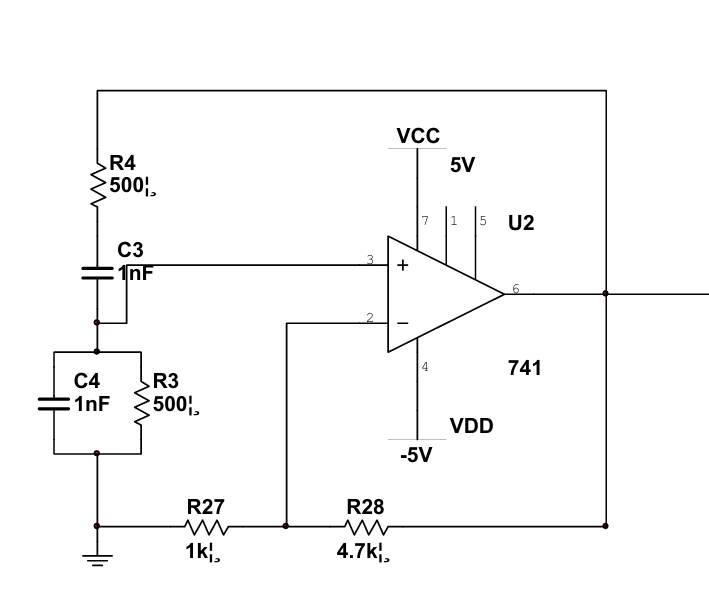 VCC
5V
R4
500¦ر
7
1
5
U2
C3
1nF
3
+
6
2
−
C4
1nF
R3
500¦ر
4
741
VDD
-5V
R27
1k¦ر
R28
4.7k¦ر